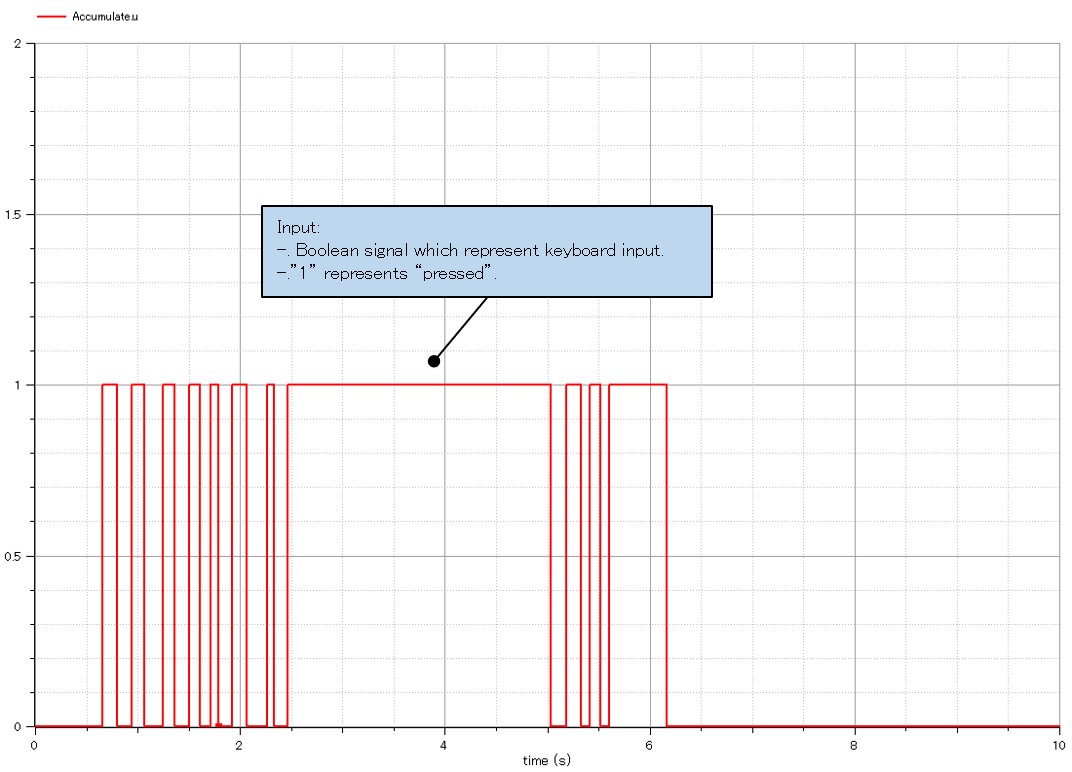 Accumulate.u
2
1.5
Input:
-. Boolean signal which represent keyboard input.
-.”1” represents “pressed”.
1
0.5
0
0 2 4 6 8 10
time (s)